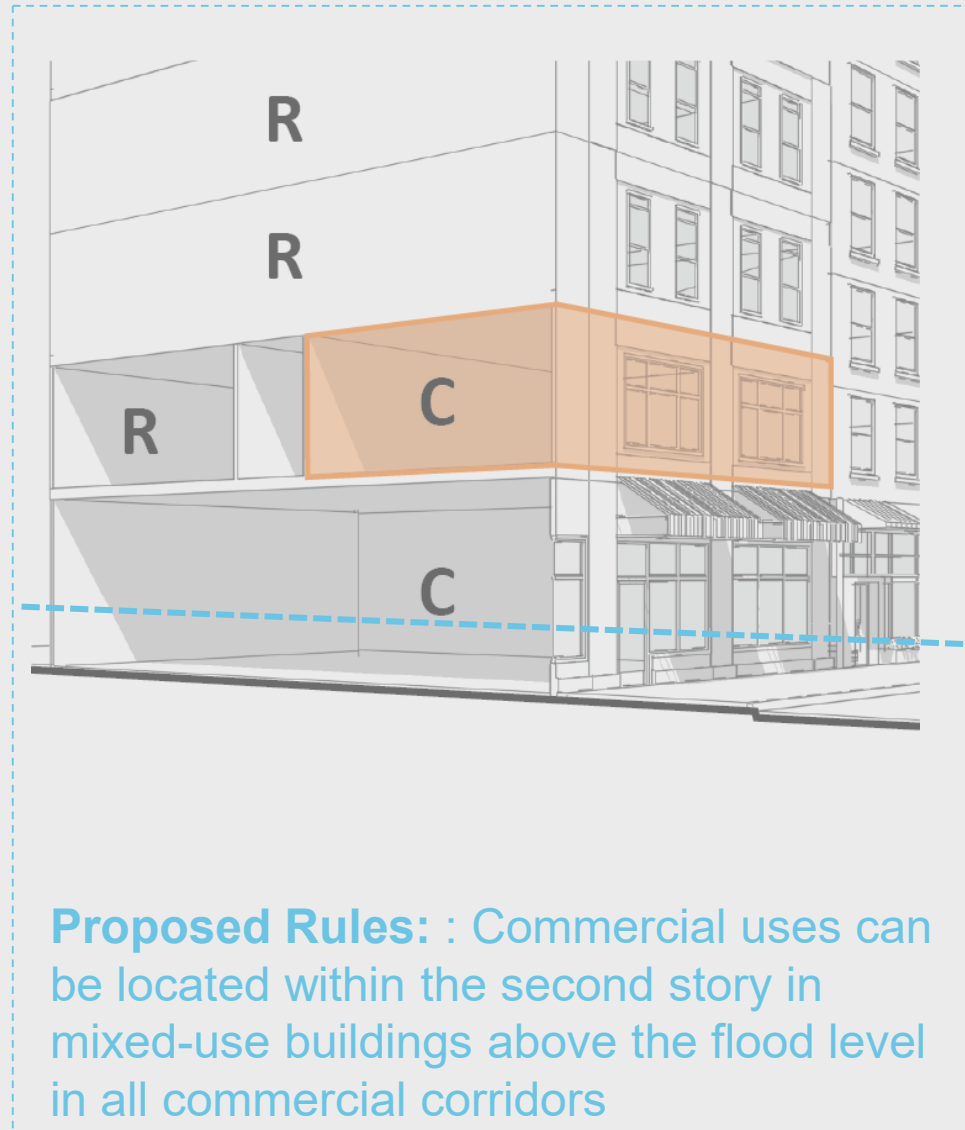 R
R
C
R
C
Proposed Rules: : Commercial uses can
be located within the second story in
mixed-use buildings above the flood level
in all commercial corridors